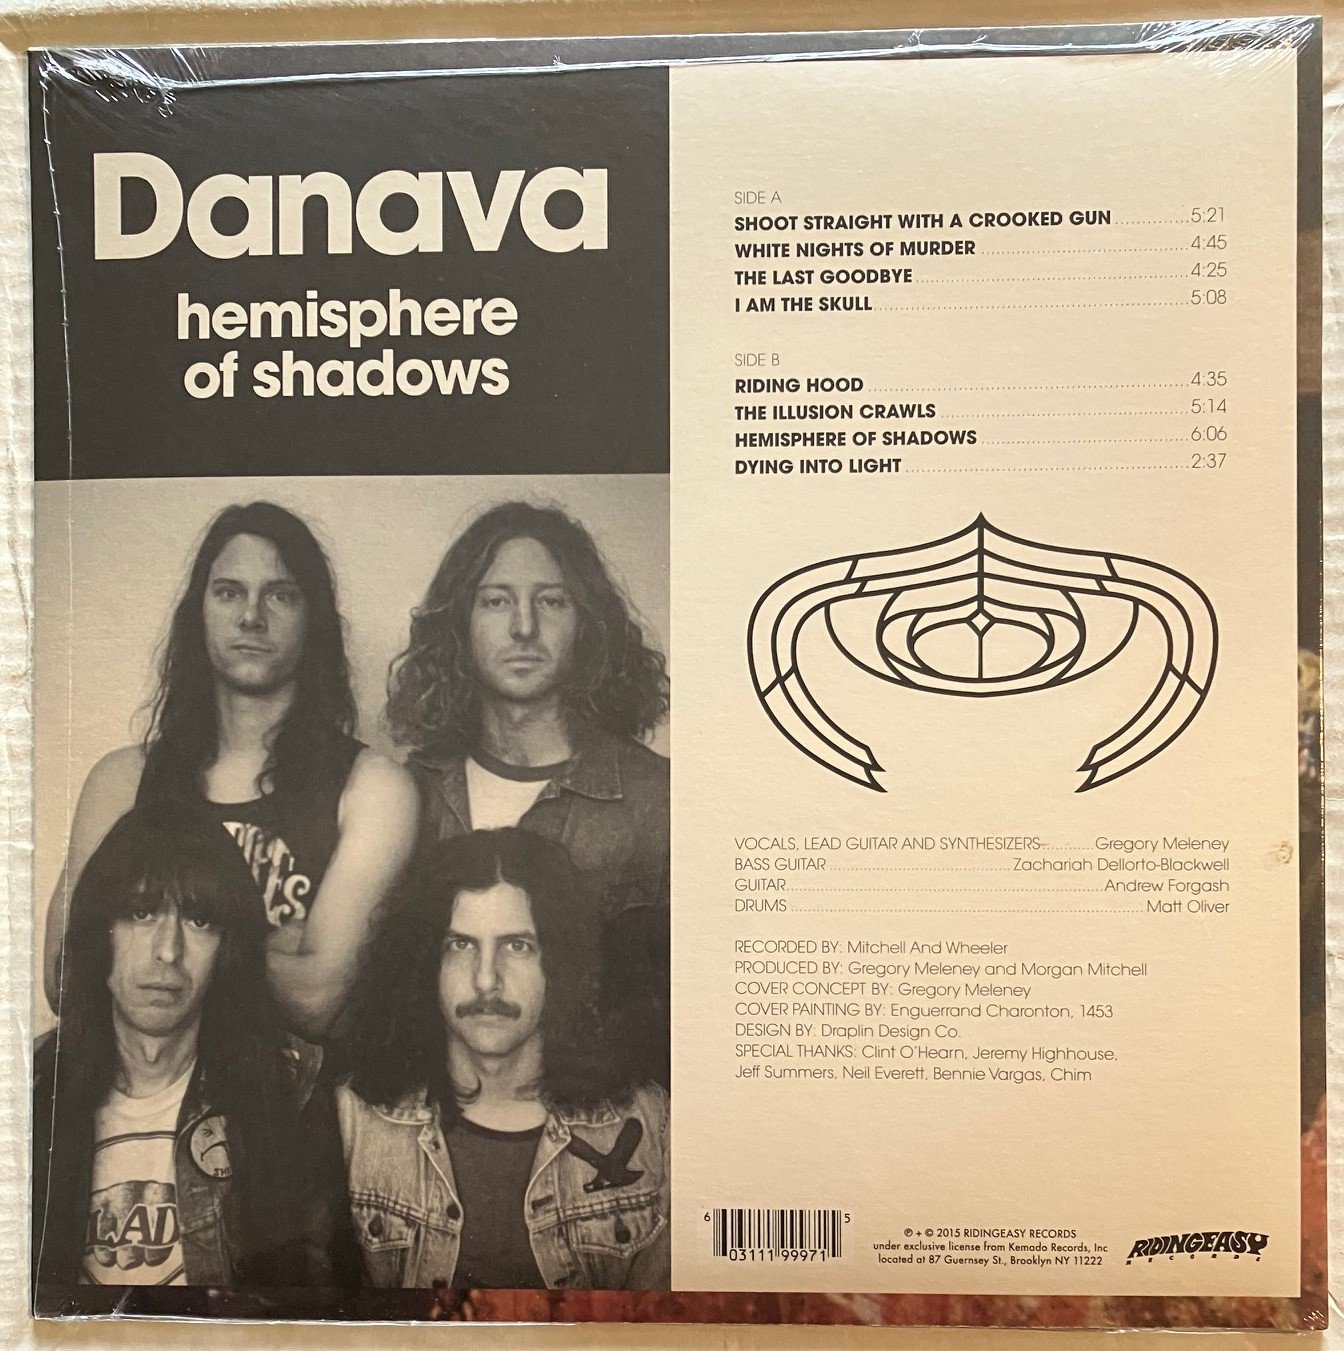 Danava
hemisphere
of shadows
SIDE A
SHOOT STRAIGHT WITH A CROOKED GUN 5:21
WHITE NIGHTS OF MURDER 4:45
THE LAST GOODBYE 4:25
I AM THE SKULL 5:08
SIDE B
RIDING HOOD 4:35
THE ILLUSION CRAWLS 5:14
HEMISPHERE OF SHADOWS 6:06
DYING INTO LIGHT 2:37
VOCALS, LEAD GUITAR AND SYNTHESIZERS Gregory Meleney
BASS GUITAR Zachariah Dellorto-Blackwell
GUITAR Andrew Forgash
DRUMS Matt Oliver
RECORDED BY: Mitchell And Wheeler
PRODUCED BY: Gregory Meleney and Morgan Mitchell
COVER CONCEPT BY: Gregory Meleney
COVER PAINTING BY: Enguerrand Charonton, 1453
DESIGN BY: Draplin Design Co.
SPECIAL THANKS: Clint O'Hearn, Jeremy Highhouse,
Jeff Summers, Neil Everett, Bennie Vargas, Chim
6 03111 99971 5
℗ + © 2015 RIDINGEASY RECORDS
under exclusive license from Kemado Records, Inc
located at 87 Guernsey St., Brooklyn NY 11222
RIDINGEASY
RECORDS
LAD